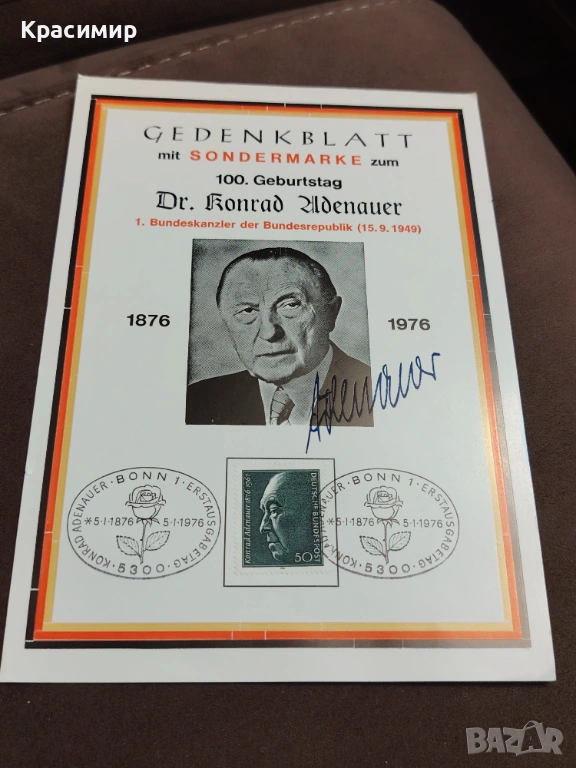 Красимир
GEDENKBLATT
mit SONDERMARKE zum
100. Geburtstag
Dr. Konrad Adenauer
1. Bundeskanzler der Bundesrepublik (15.9.1949)
1876
1976
Adenauer
KONRAD ADENAUER · BONN 1 · ERSTAUSGABETAG
*5.1.1876 *5.1.1976
· 5300 ·
Konrad Adenauer 1876-1967
DEUTSCHE BUNDESPOST
50
KONRAD ADENAUER · BONN 1 · ERSTAUSGABETAG
*5.1.1876 5.1.1976
· 5300 ·
BAZAR